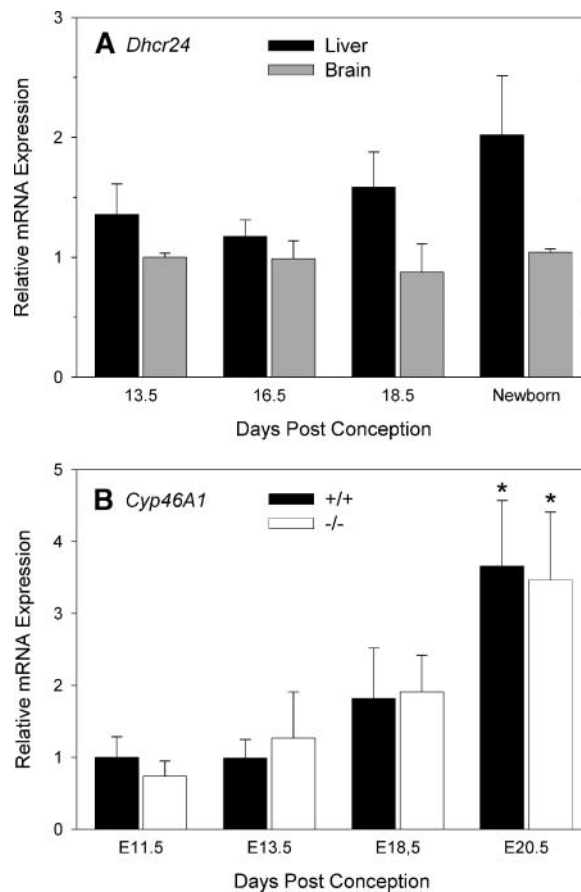 3
A Dhcr24
Liver
Brain
2
1
0
Relative mRNA Expression
13.5 16.5 18.5 Newborn
Days Post Conception
5
B Cyp46A1
+/+
-/-
4
3
2
1
0
* *
Relative mRNA Expression
E11.5 E13.5 E18,5 E20.5
Days Post Conception